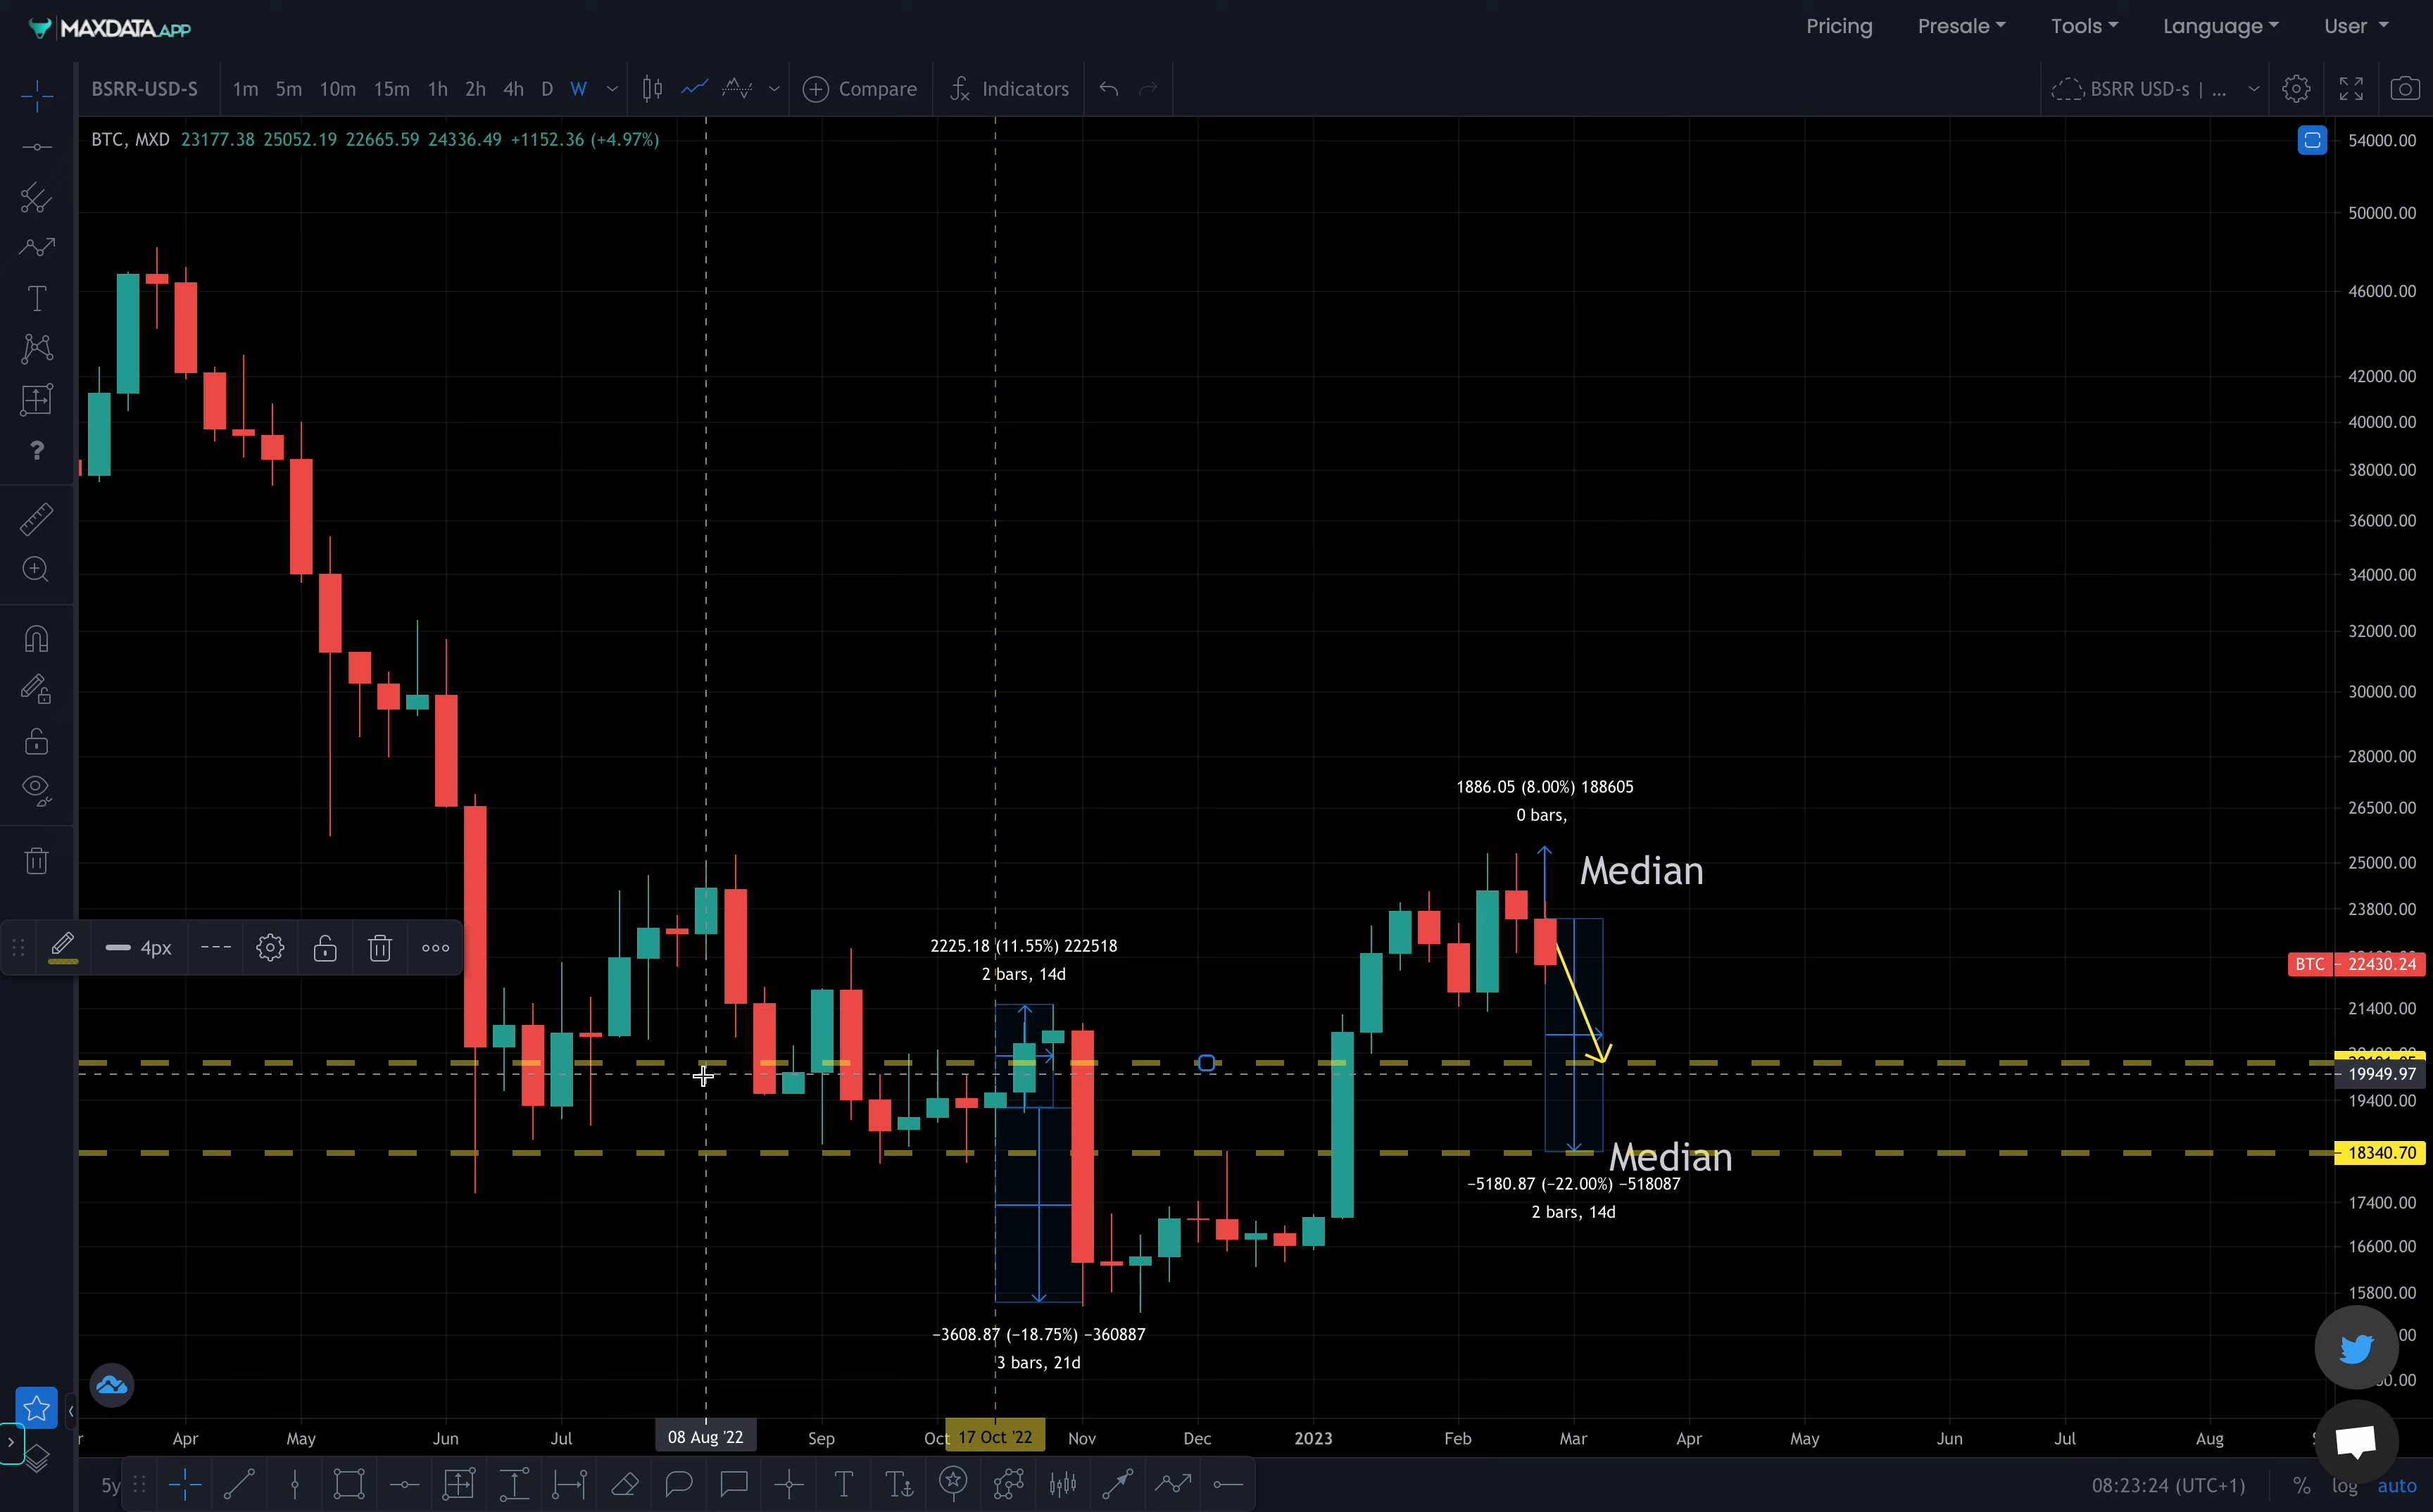 MAXDATA.APP
Pricing Presale Tools Language User
BSRR-USD-S 1m 5m 10m 15m 1h 2h 4h D W Compare Indicators BSRR USD-s | ...
BTC, MXD 23177.38 25052.19 22665.59 24336.49 +1152.36 (+4.97%)
54000.00
50000.00
46000.00
42000.00
40000.00
38000.00
36000.00
34000.00
32000.00
30000.00
28000.00
1886.05 (8.00%) 188605
26500.00
0 bars,
25000.00
Median
23800.00
4px
2225.18 (11.55%) 222518
BTC 22430.24
2 bars, 14d
21400.00
19949.97
19400.00
18340.70
Median
−5180.87 (−22.00%) −518087
17400.00
2 bars, 14d
16600.00
15800.00
−3608.87 (−18.75%) −360887
3 bars, 21d
Apr May Jun Jul 08 Aug '22 Sep Oct 17 Oct '22 Nov Dec 2023 Feb Mar Apr May Jun Jul Aug
5y 08:23:24 (UTC+1) % log auto